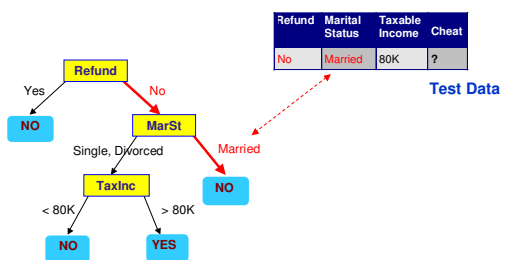 Refund Marital Status Taxable Income Cheat
No Married 80K ?
Test Data
Refund
Yes No
NO MarSt
Single, Divorced Married
TaxInc NO
< 80K > 80K
NO YES